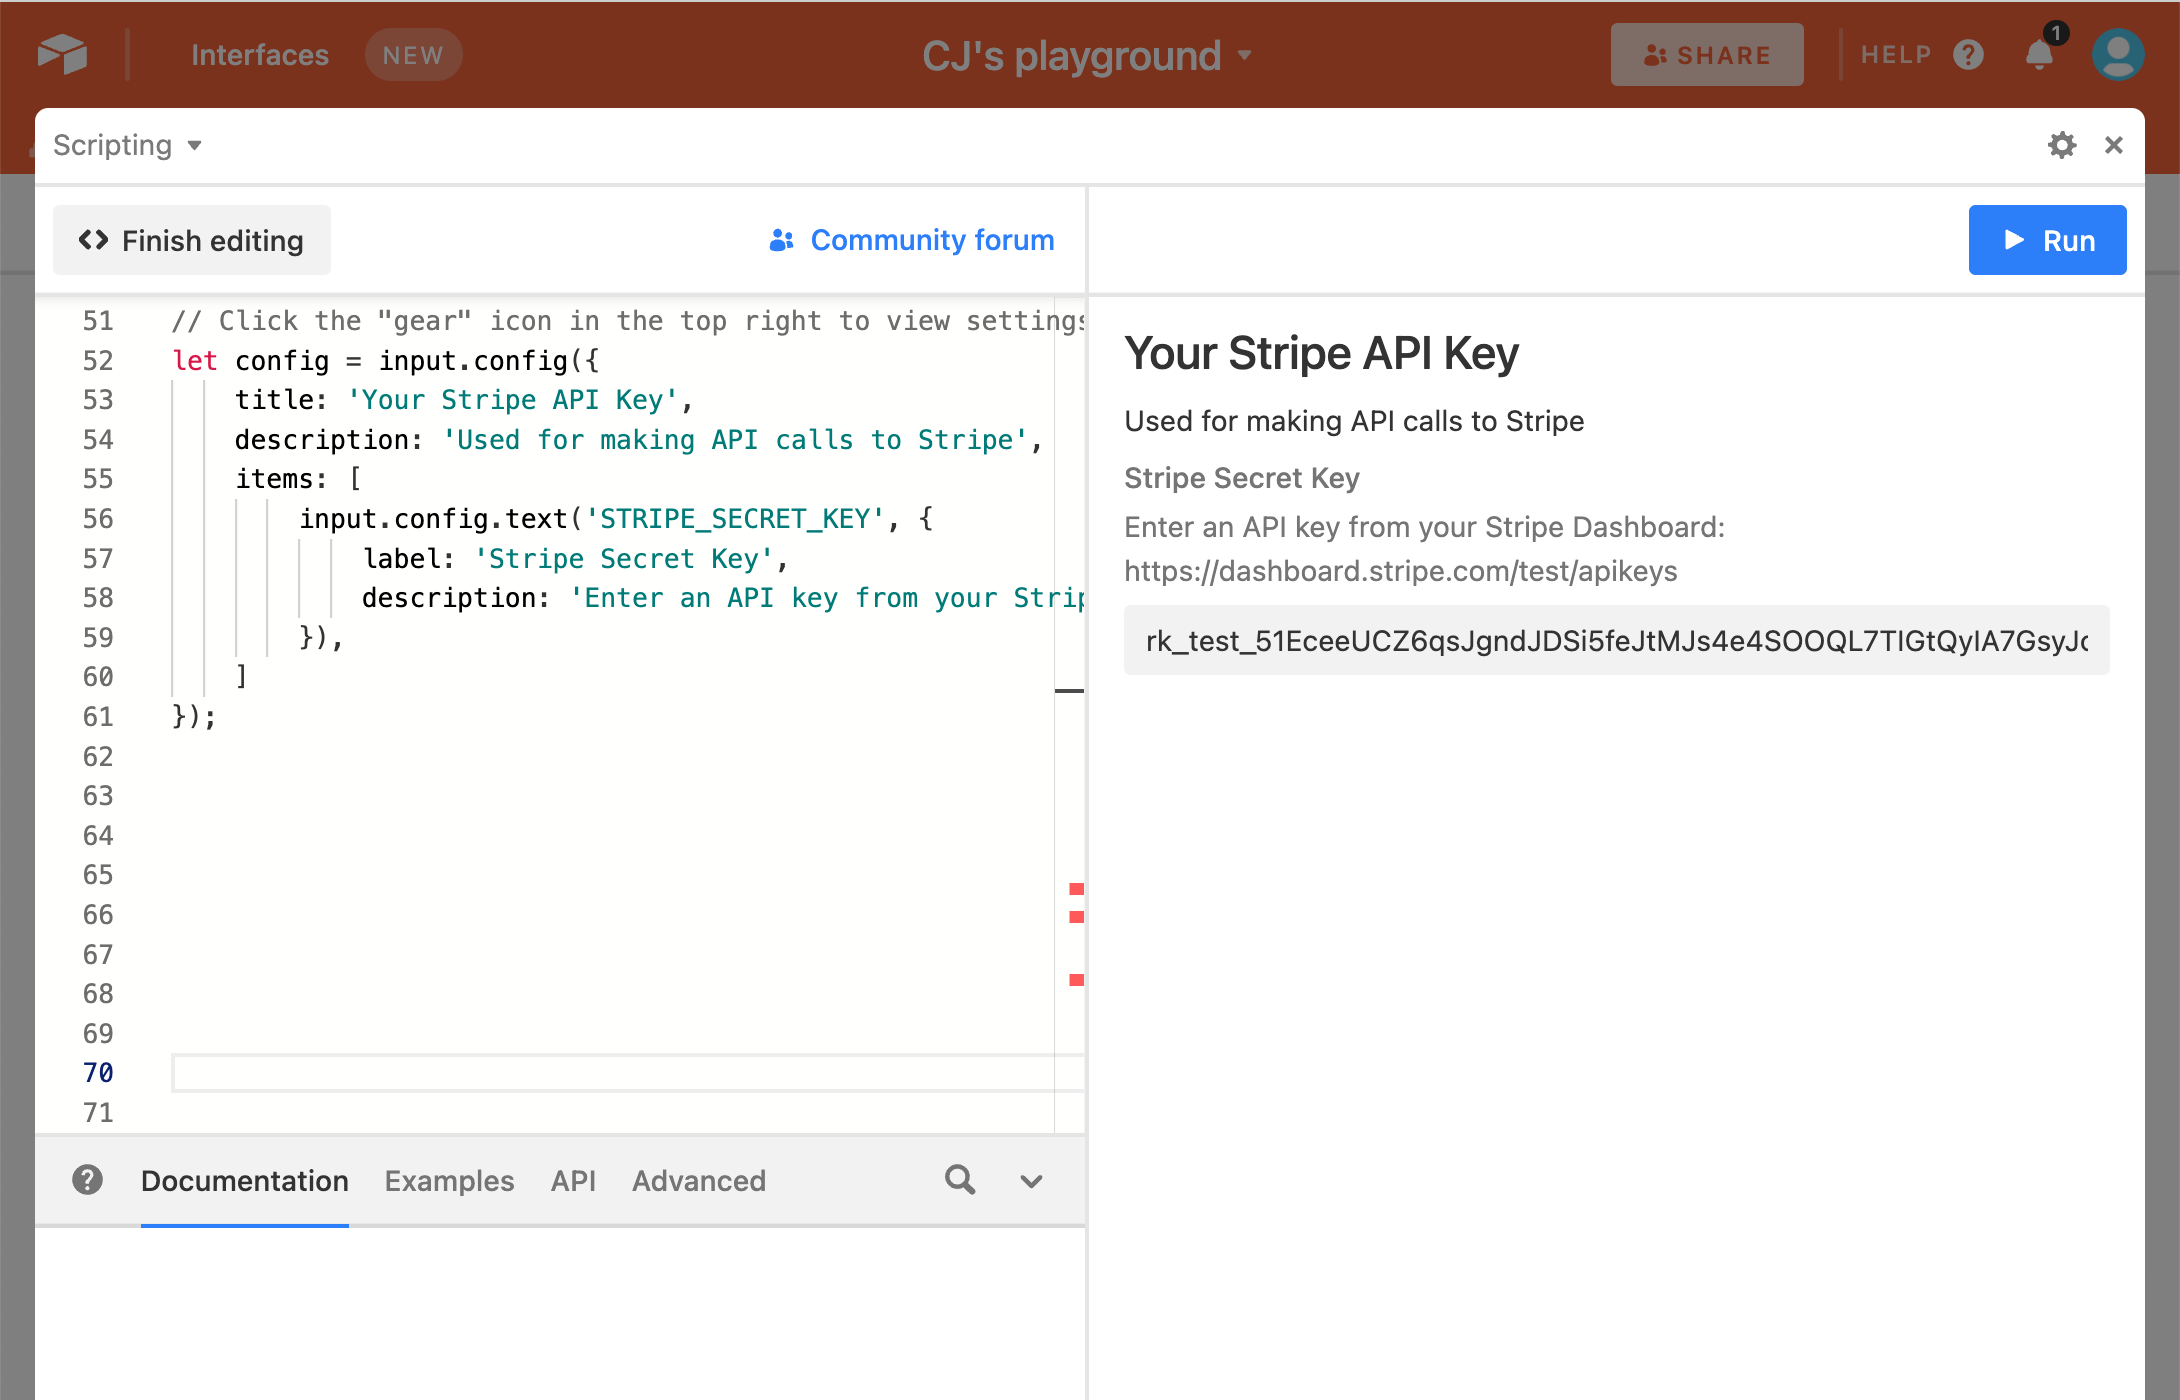 Interfaces NEW CJ's playground SHARE HELP ? 1
Scripting
Finish editing Community forum Run
51 // Click the "gear" icon in the top right to view settings
52 let config = input.config({
53 title: 'Your Stripe API Key',
54 description: 'Used for making API calls to Stripe',
55 items: [
56 input.config.text('STRIPE_SECRET_KEY', {
57 label: 'Stripe Secret Key',
58 description: 'Enter an API key from your Strip
59 }),
60 ]
61 });
62
63
64
65
66
67
68
69
70
71
? Documentation Examples API Advanced
Your Stripe API Key
Used for making API calls to Stripe
Stripe Secret Key
Enter an API key from your Stripe Dashboard:
https://dashboard.stripe.com/test/apikeys
rk_test_51EceeUCZ6qsJgndJDSi5feJtMJs4e4SOOQL7TIGtQyIA7GsyJ